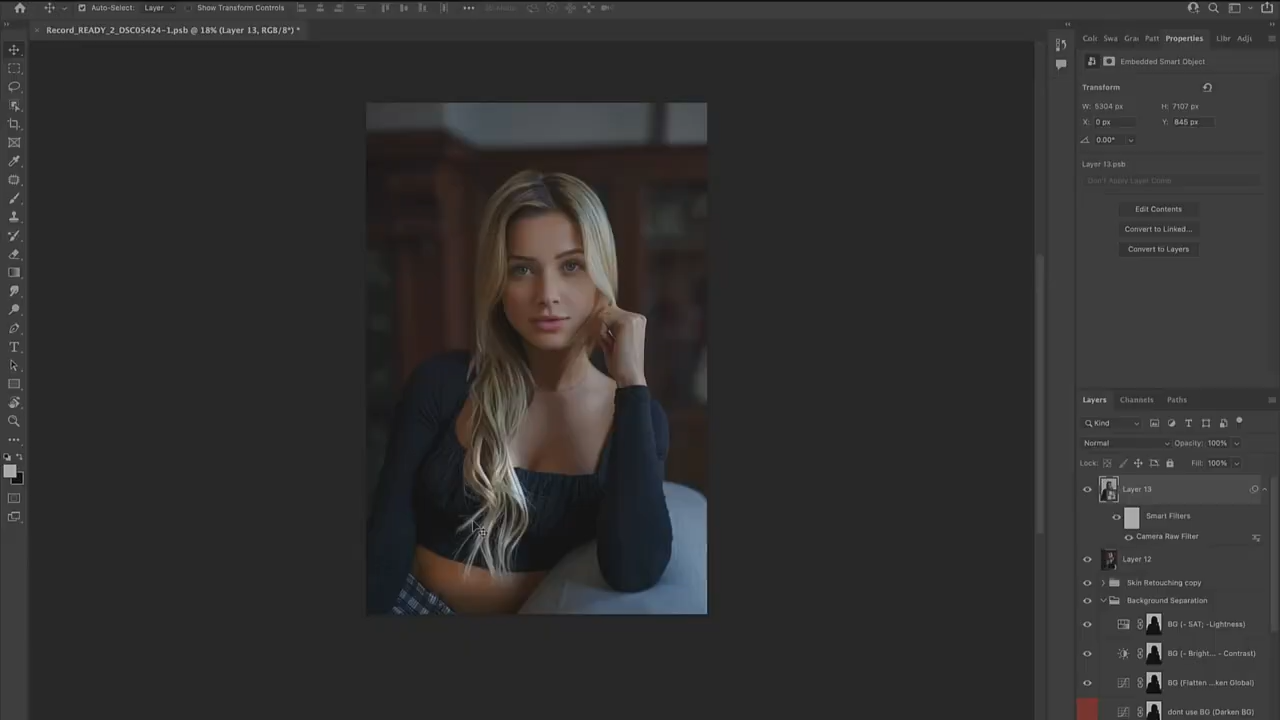 Auto-Select: Layer Show Transform Controls
Record_READY_2_DSC05424-1.psb @ 18% (Layer 13, RGB/8*) *
Swa Patt Properties Libr Adju
Embedded Smart Object
Transform
W: 5304 px H: 7107 px
X: 0 px Y: 845 px
0.00°
Layer 13.psb
Don't Apply Layer Comp
Edit Contents
Convert to Linked...
Convert to Layers
Layers Channels Paths
Kind
Normal Opacity: 100%
Lock: Fill: 100%
Layer 13
Smart Filters
Camera Raw Filter
Layer 12
Skin Retouching copy
Background Separation
BG (- SAT; -Lightness)
BG (- Bright... - Contrast)
BG (Flatten ...ken Global)
dont use BG (Darken BG)